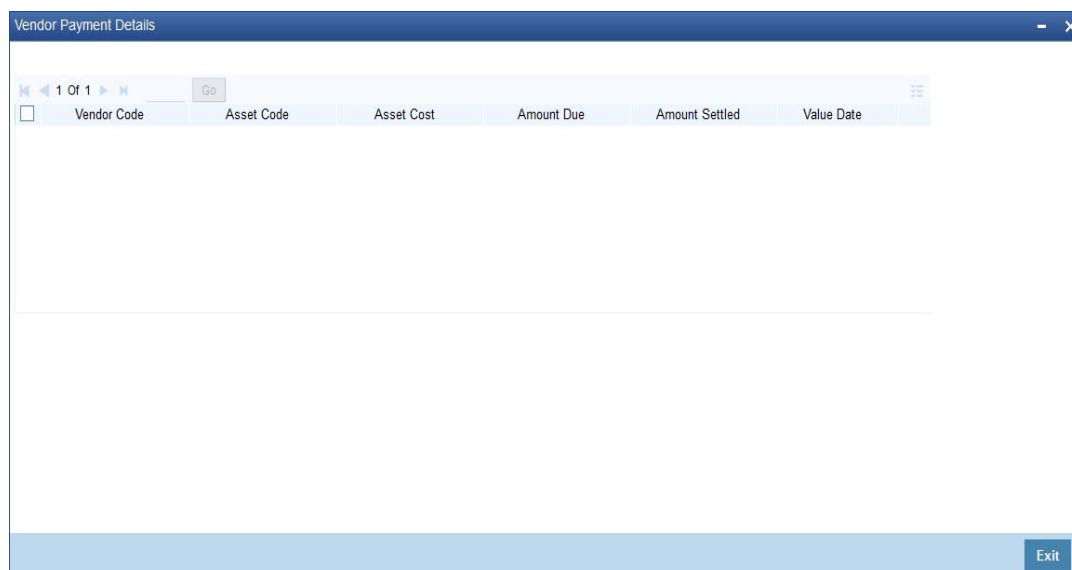 Vendor Payment Details
1 Of 1 Go
Vendor Code Asset Code Asset Cost Amount Due Amount Settled Value Date
Exit